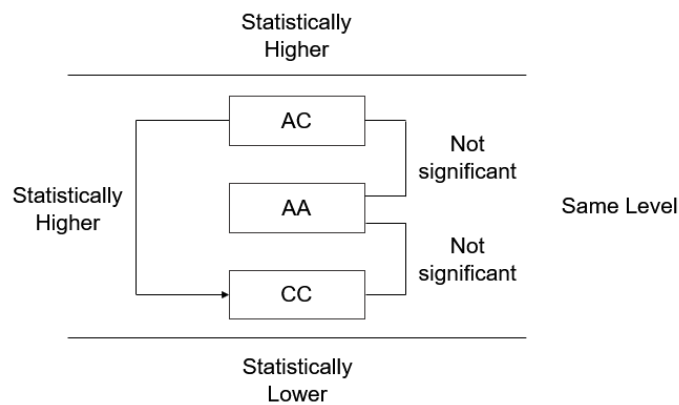 Statistically
Higher
AC
Not
significant
Statistically
Higher
AA
Same Level
Not
significant
CC
Statistically
Lower